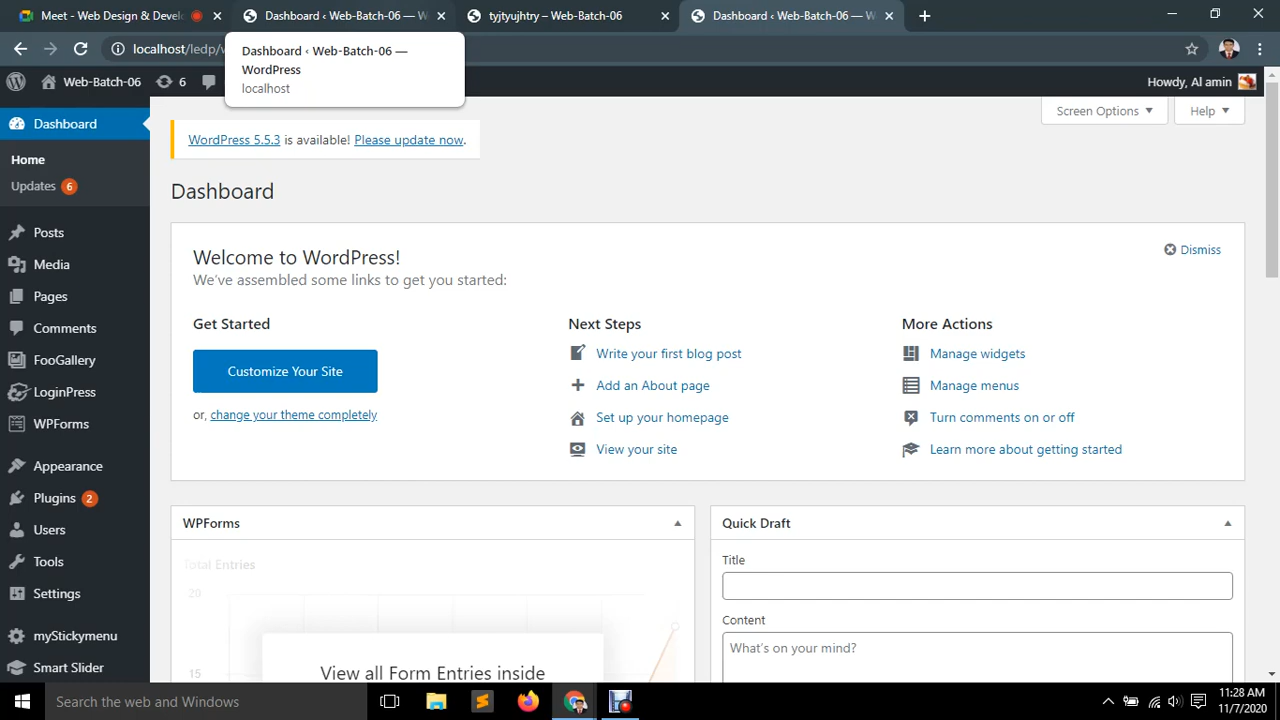 Meet - Web Design & Develo
Dashboard ‹ Web-Batch-06 — W
tyjtyujhtry – Web-Batch-06
Dashboard ‹ Web-Batch-06 — W
localhost/ledp/
Dashboard ‹ Web-Batch-06 —
WordPress
localhost
Web-Batch-06
6
Howdy, Al amin
Dashboard
Home
Updates 6
Posts
Media
Pages
Comments
FooGallery
LoginPress
WPForms
Appearance
Plugins 2
Users
Tools
Settings
myStickymenu
Smart Slider
Screen Options
Help
WordPress 5.5.3 is available! Please update now.
Dashboard
Welcome to WordPress!
Dismiss
We've assembled some links to get you started:
Get Started
Customize Your Site
or, change your theme completely
Next Steps
Write your first blog post
Add an About page
Set up your homepage
View your site
More Actions
Manage widgets
Manage menus
Turn comments on or off
Learn more about getting started
WPForms
Total Entries
20
15
View all Form Entries inside
Quick Draft
Title
Content
What's on your mind?
Search the web and Windows
11:28 AM
11/7/2020